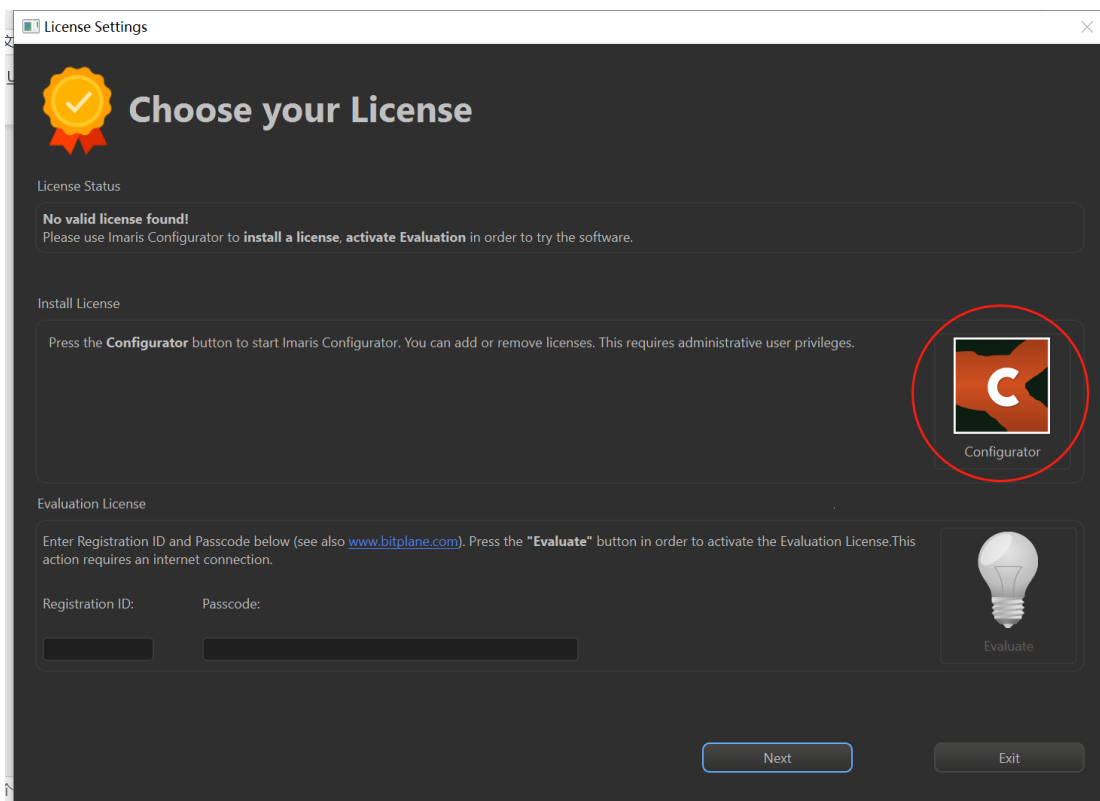 License Settings
文
Choose your License
License Status
No valid license found!
Please use Imaris Configurator to install a license, activate Evaluation in order to try the software.
Install License
Press the Configurator button to start Imaris Configurator. You can add or remove licenses. This requires administrative user privileges.
C
Configurator
Evaluation License
Enter Registration ID and Passcode below (see also www.bitplane.com). Press the "Evaluate" button in order to activate the Evaluation License.This
action requires an internet connection.
Registration ID: Passcode:
Evaluate
Next Exit
个